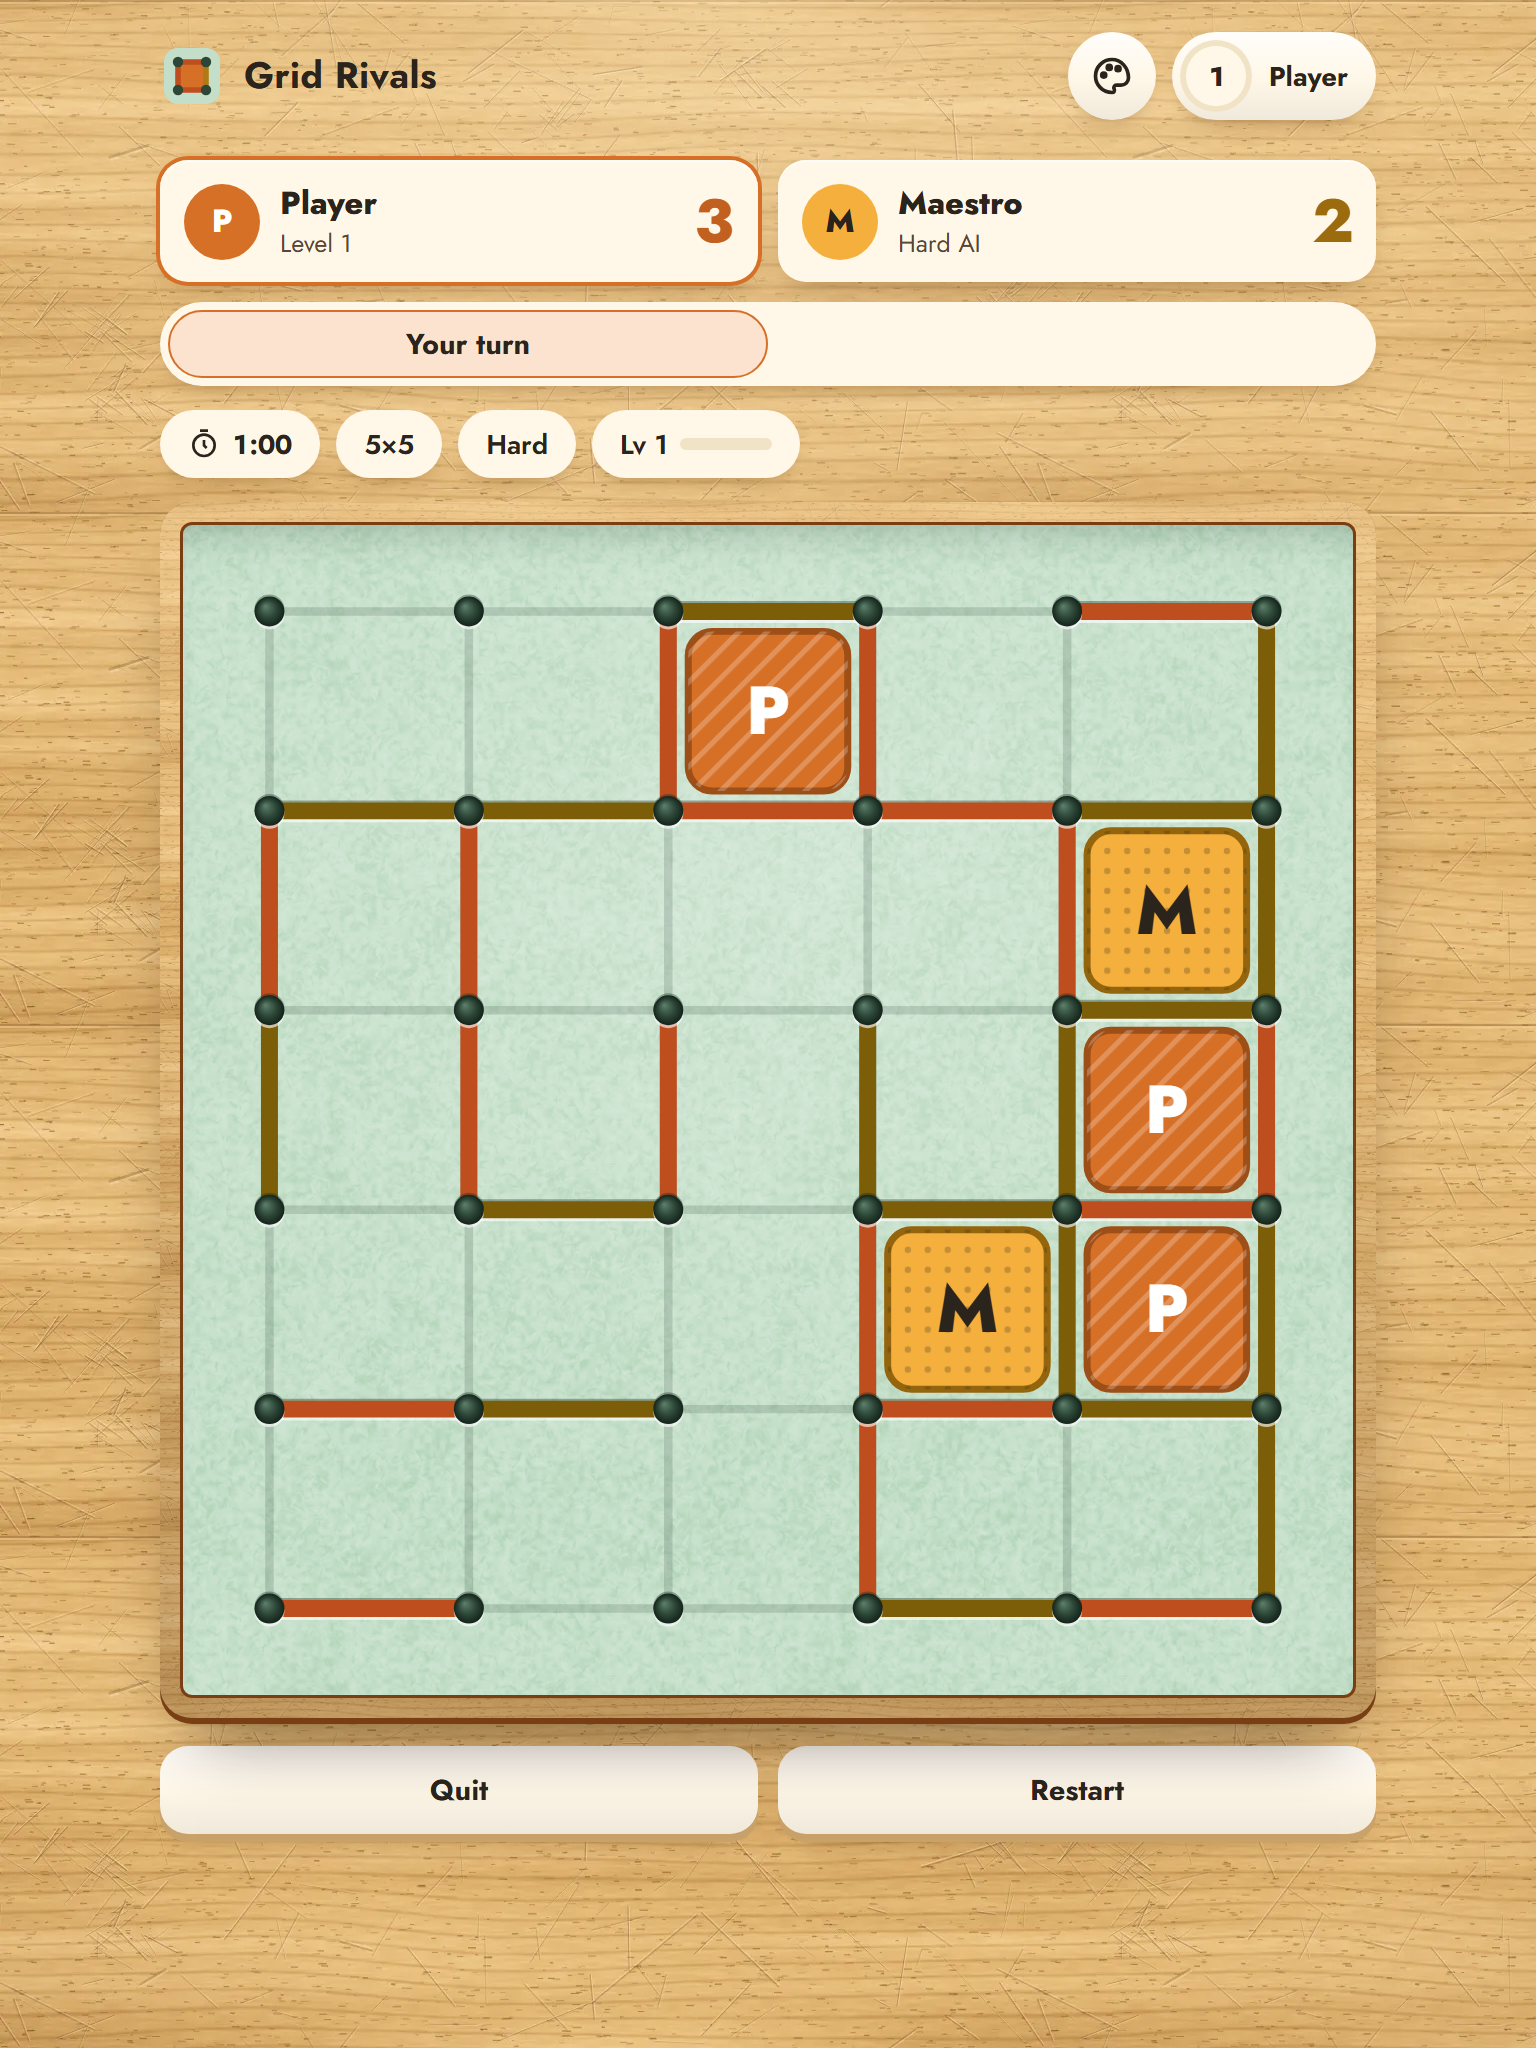 Grid Rivals
1 Player
P Player 3
Level 1
M Maestro 2
Hard AI
Your turn
1:00 5×5 Hard Lv 1
P
M
P
M P
Quit Restart